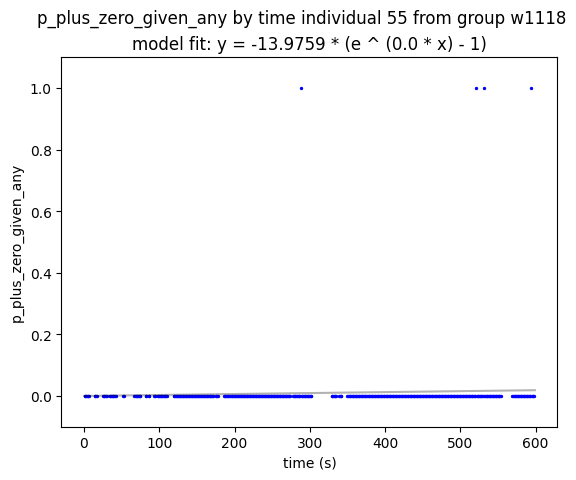 p_plus_zero_given_any by time individual 55 from group w1118
model fit: y = -13.9759 * (e ^ (0.0 * x) - 1)
p_plus_zero_given_any
1.0
0.8
0.6
0.4
0.2
0.0
0 100 200 300 400 500 600
time (s)